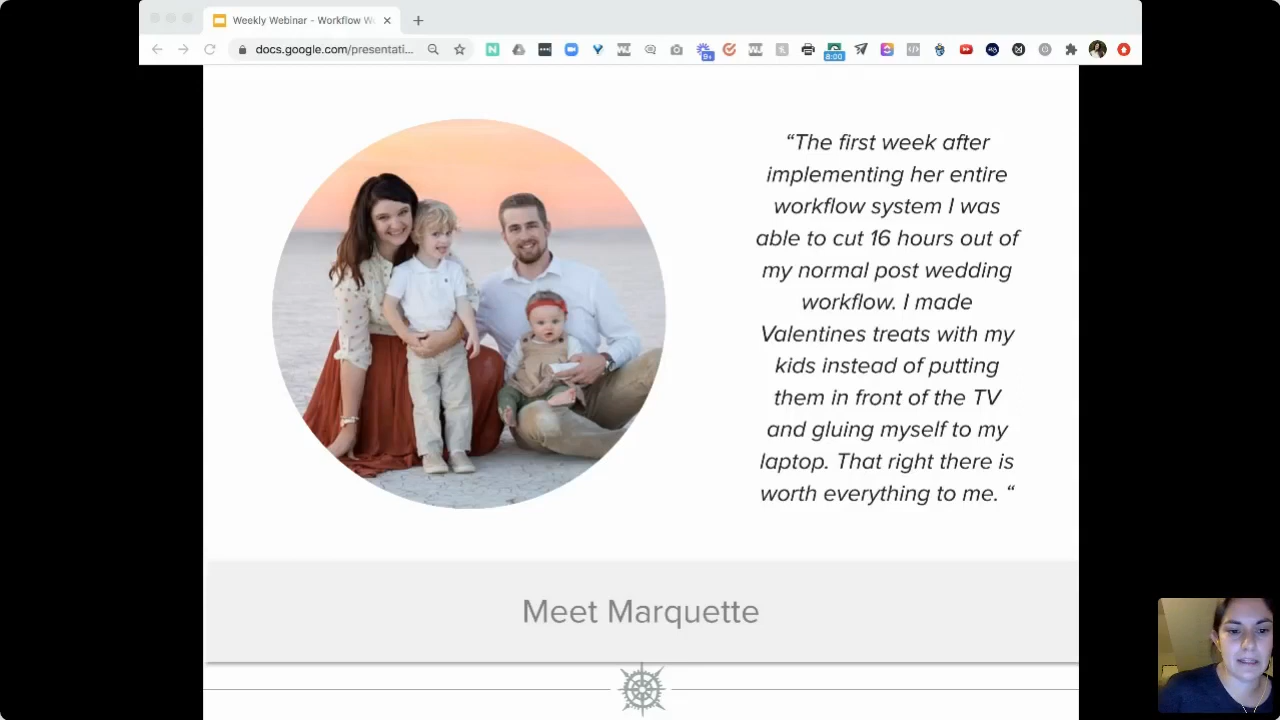 Weekly Webinar - Workflow W
docs.google.com/presentati...
9+
8:00
“The first week after
implementing her entire
workflow system I was
able to cut 16 hours out of
my normal post wedding
workflow. I made
Valentines treats with my
kids instead of putting
them in front of the TV
and gluing myself to my
laptop. That right there is
worth everything to me. “
Meet Marquette